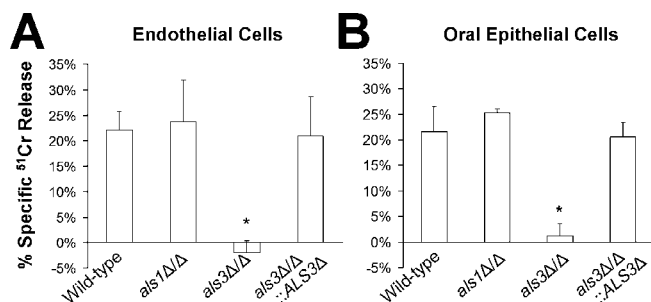 A Endothelial Cells
B Oral Epithelial Cells
% Specific ⁵¹Cr Release
35%
30%
25%
20%
15%
10%
5%
0%
-5%
*
Wild-type
als1Δ/Δ
als3Δ/Δ
als3Δ/Δ
::ALS3Δ
35%
30%
25%
20%
15%
10%
5%
0%
-5%
*
Wild-type
als1Δ/Δ
als3Δ/Δ
als3Δ/Δ
::ALS3Δ